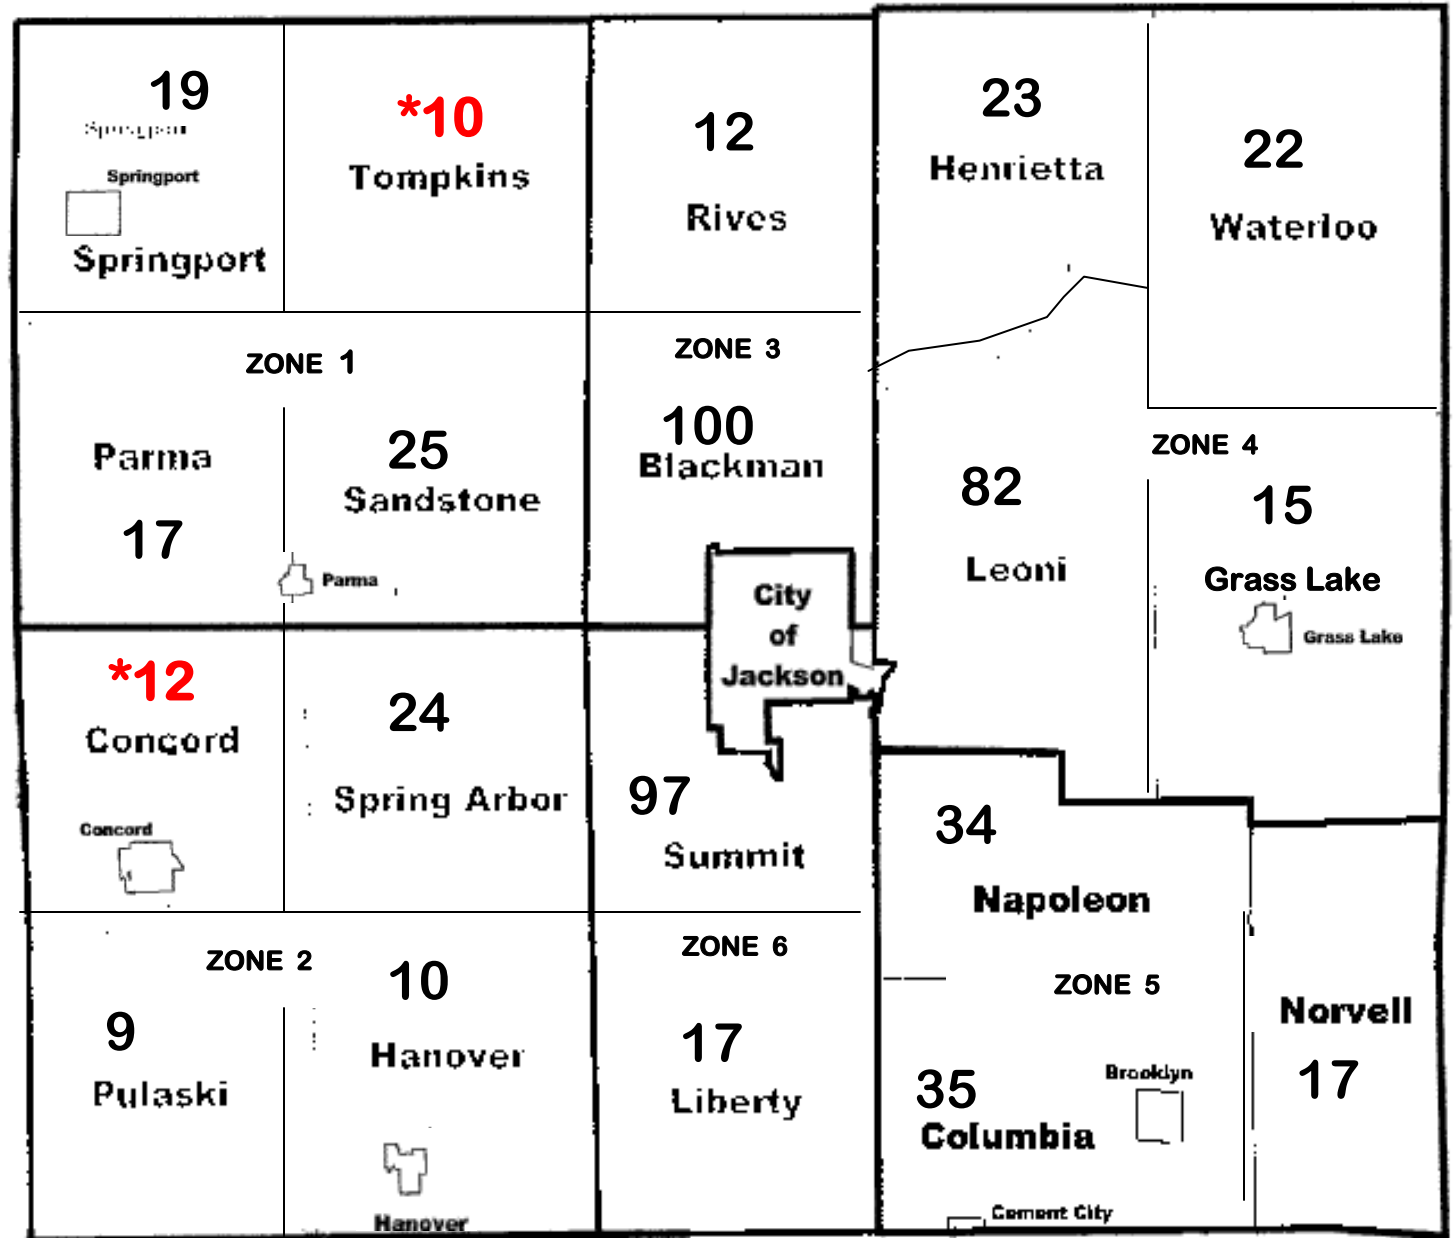 19
Springport
Springport
Springport
*10
Tompkins
12
Rives
23
Henrietta
22
Waterloo
ZONE 1
Parma
17
25
Sandstone
Parma
ZONE 3
100
Blackman
City
of
Jackson
82
Leoni
ZONE 4
15
Grass Lake
Grass Lake
*12
Concord
Concord
24
Spring Arbor
97
Summit
34
Napoleon
ZONE 2
9
Pulaski
10
Hanover
Hanover
ZONE 6
17
Liberty
ZONE 5
35
Columbia
Brooklyn
Cement City
Norvell
17